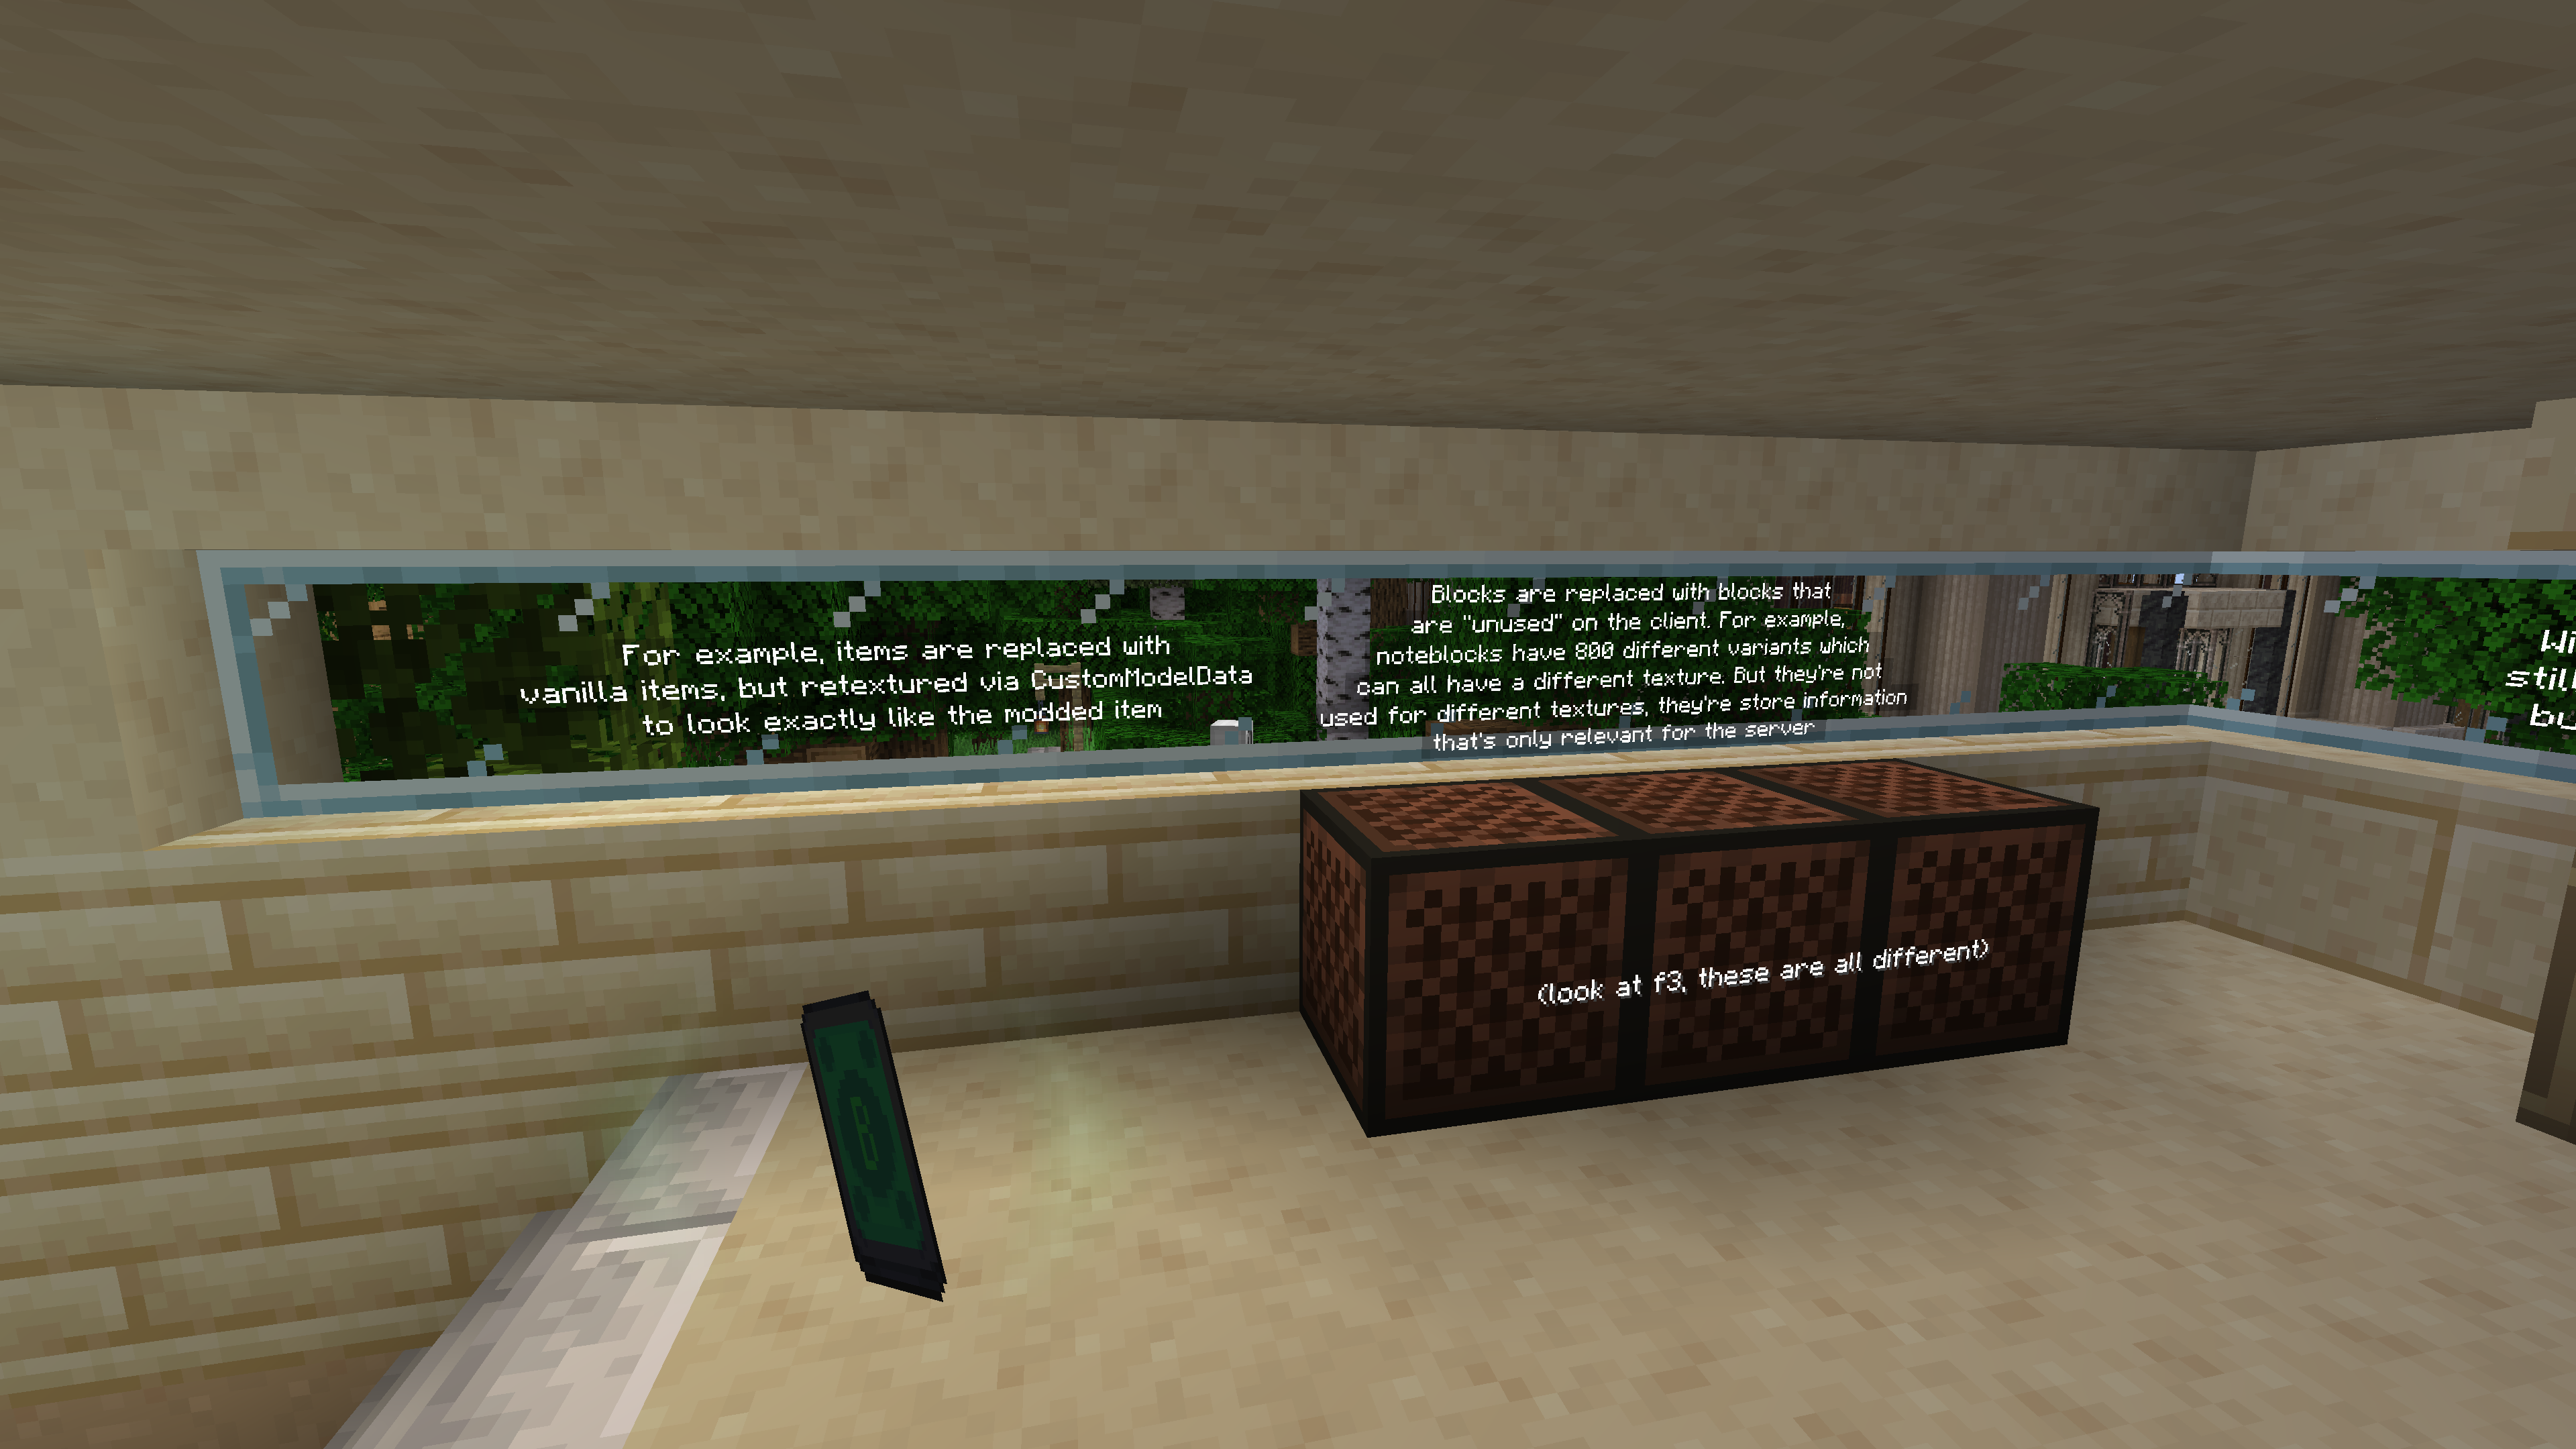 For example, items are replaced with
vanilla items, but retextured via CustomModelData
to look exactly like the modded item
Blocks are replaced with blocks that
are "unused" on the client. For example,
noteblocks have 800 different variants which
can all have a different texture. But they're not
used for different textures, they're store information
that's only relevant for the server
(look at f3, these are all different)
still